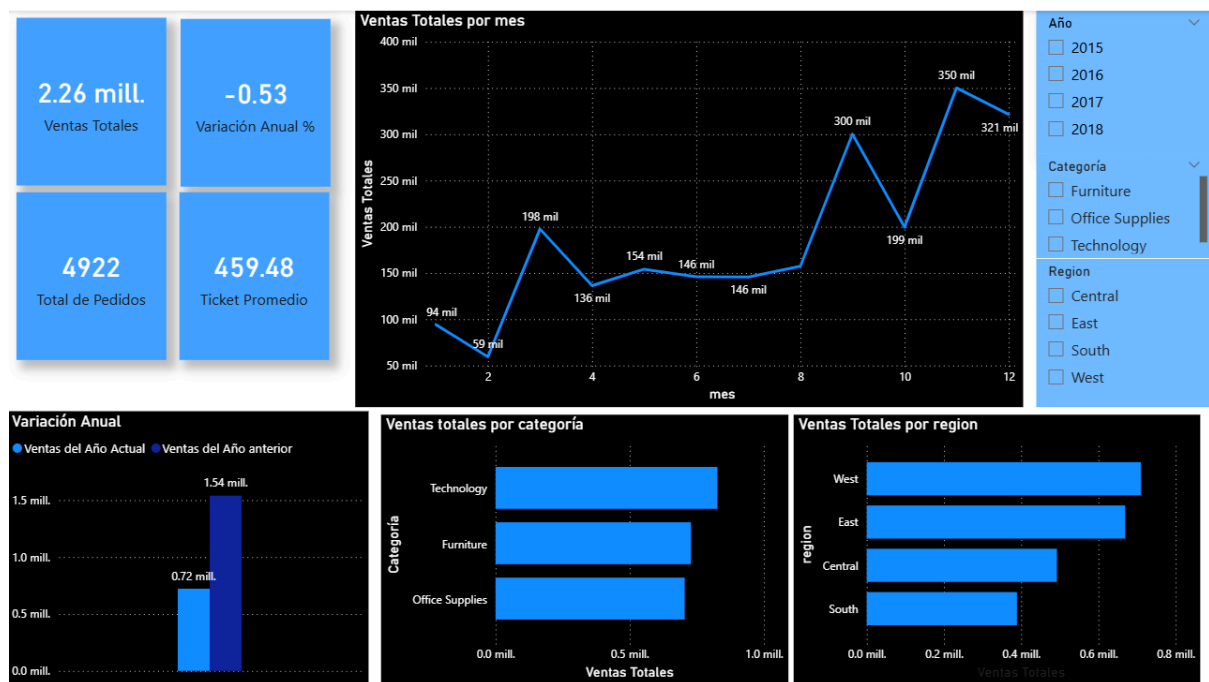 2.26 mill.
Ventas Totales
-0.53
Variación Anual %
4922
Total de Pedidos
459.48
Ticket Promedio
Ventas Totales por mes
Ventas Totales
400 mil
350 mil
300 mil
250 mil
200 mil
150 mil
100 mil
50 mil
94 mil
59 mil
198 mil
136 mil
154 mil
146 mil
146 mil
300 mil
199 mil
350 mil
321 mil
2 4 6 8 10 12
mes
Año
2015
2016
2017
2018
Categoría
Furniture
Office Supplies
Technology
Region
Central
East
South
West
Variación Anual
Ventas del Año Actual Ventas del Año anterior
1.5 mill.
1.0 mill.
0.5 mill.
0.0 mill.
0.72 mill.
1.54 mill.
Ventas totales por categoría
Categoría
Technology
Furniture
Office Supplies
0.0 mill. 0.5 mill. 1.0 mill.
Ventas Totales
Ventas Totales por region
region
West
East
Central
South
0.0 mill. 0.2 mill. 0.4 mill. 0.6 mill. 0.8 mill.
Ventas Totales